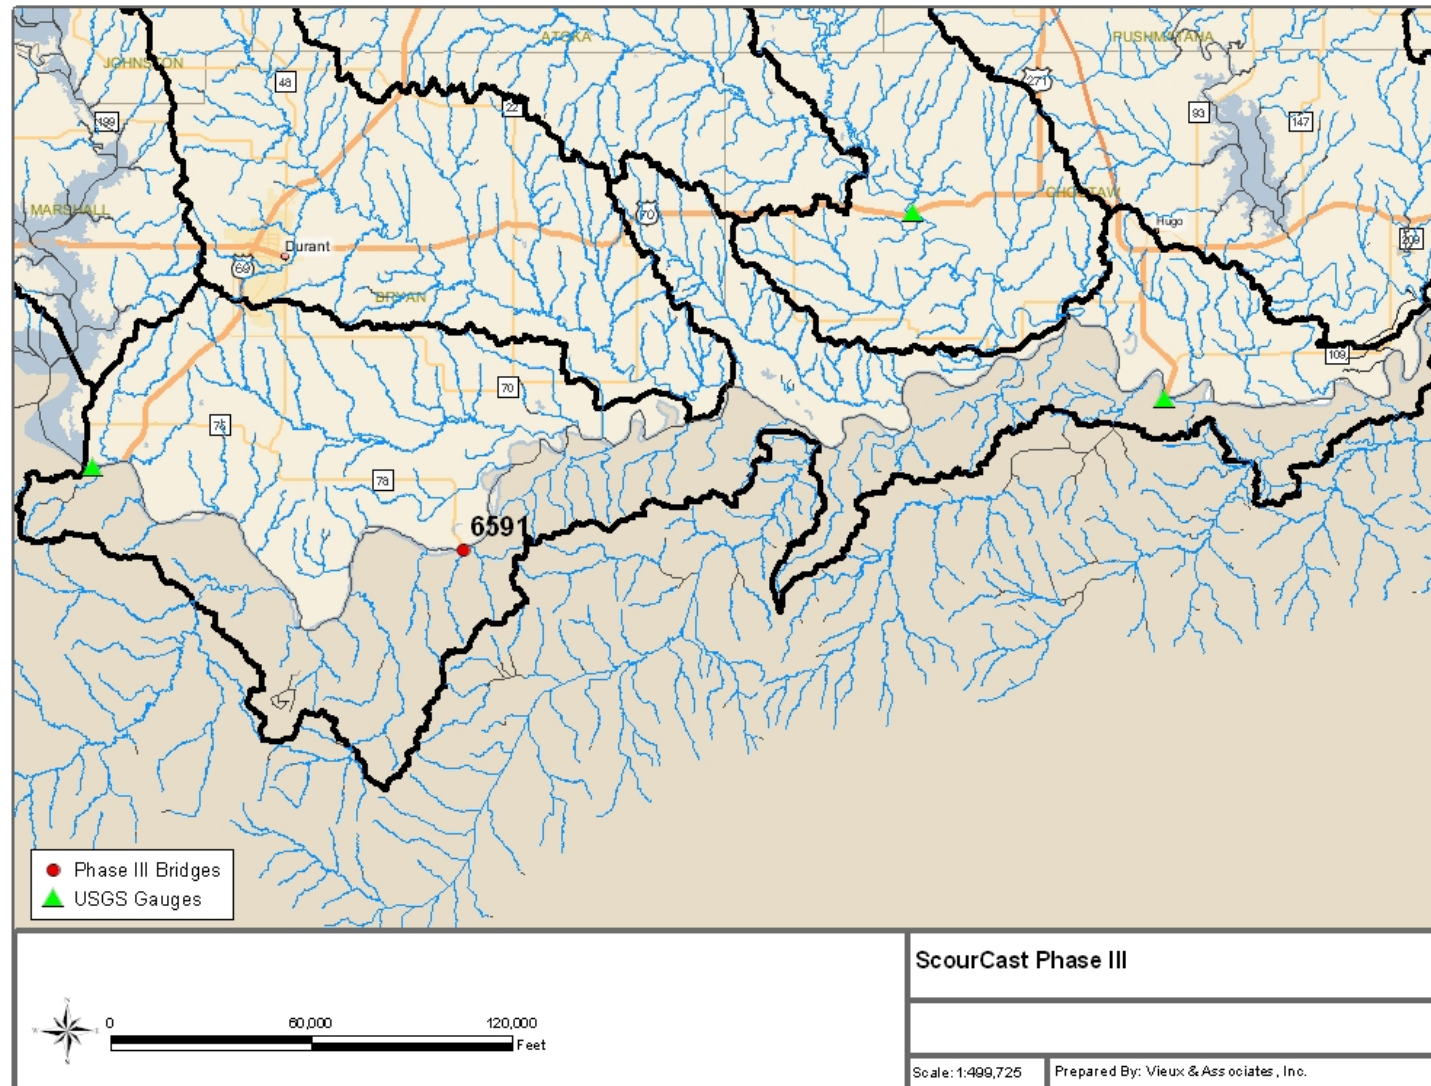 ATOKA
RUSHMATAHA
JOHNSTON
48
271
22
199
93
147
MARSHALL
CHOCTAW
70
Hugo
209
Durant
69
BRYAN
109
70
75
78
6591
Phase III Bridges
USGS Gauges
ScourCast Phase III
N
W
E
S
0
60,000
120,000
Feet
Scale: 1:499,725
Prepared By: Vieux & Associates, Inc.